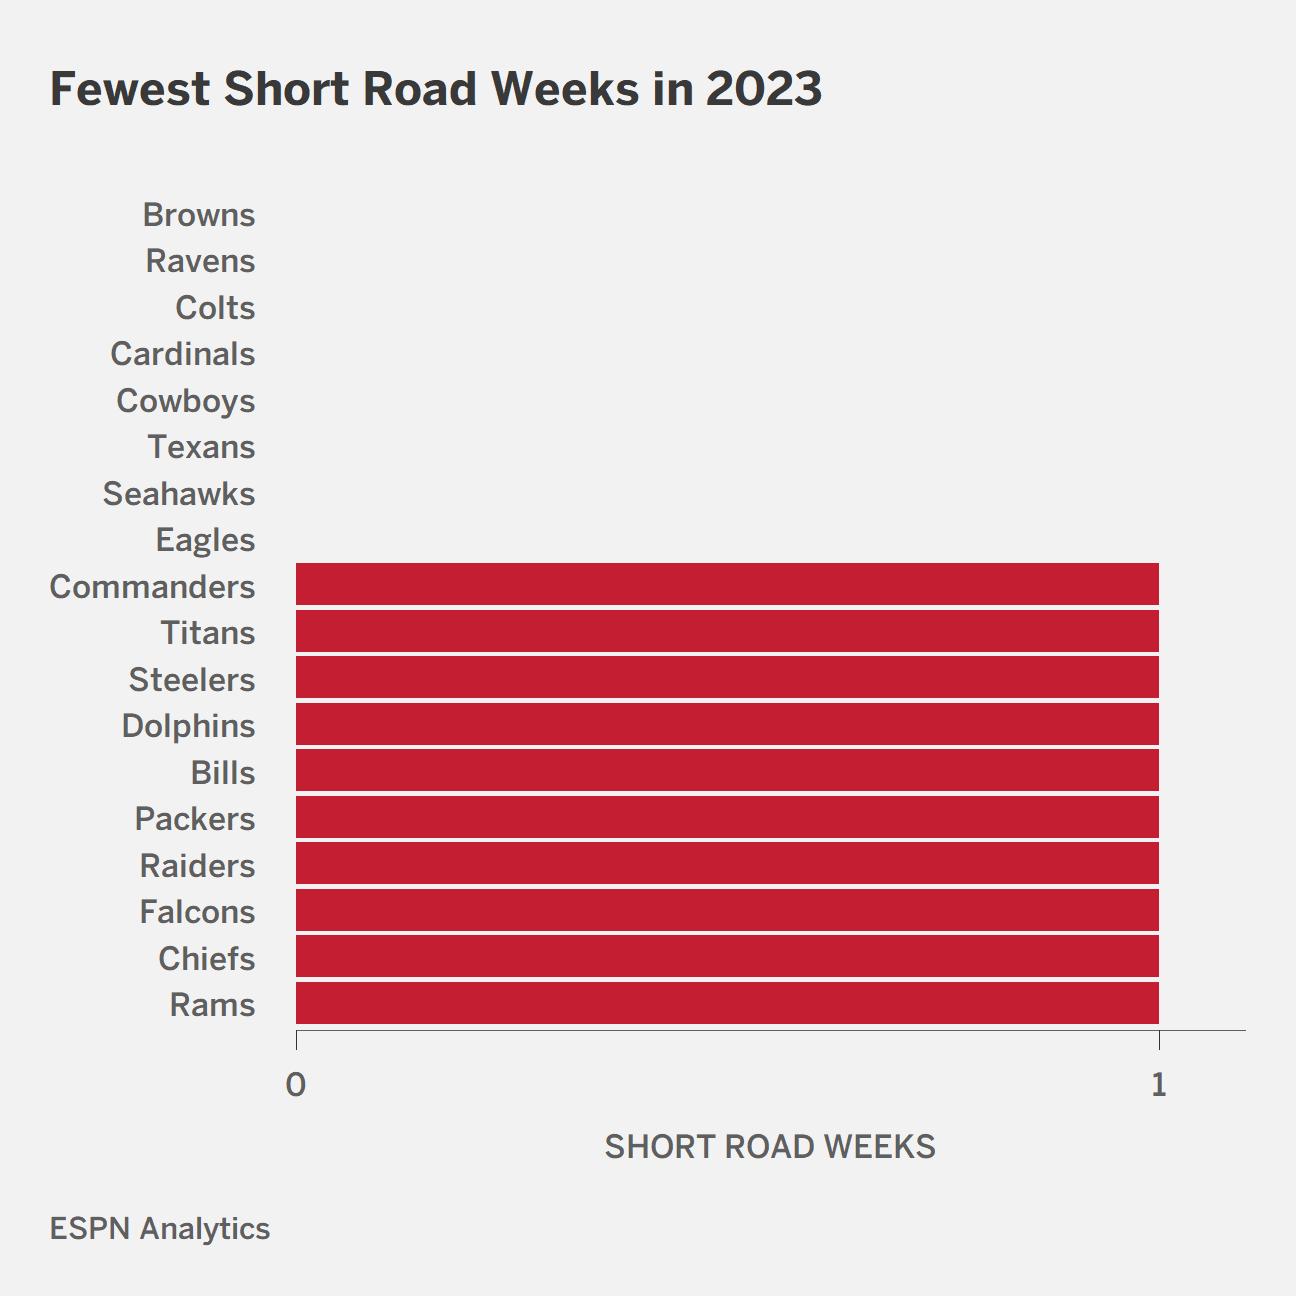 Fewest Short Road Weeks in 2023
Browns
Ravens
Colts
Cardinals
Cowboys
Texans
Seahawks
Eagles
Commanders
Titans
Steelers
Dolphins
Bills
Packers
Raiders
Falcons
Chiefs
Rams
0 1
SHORT ROAD WEEKS
ESPN Analytics